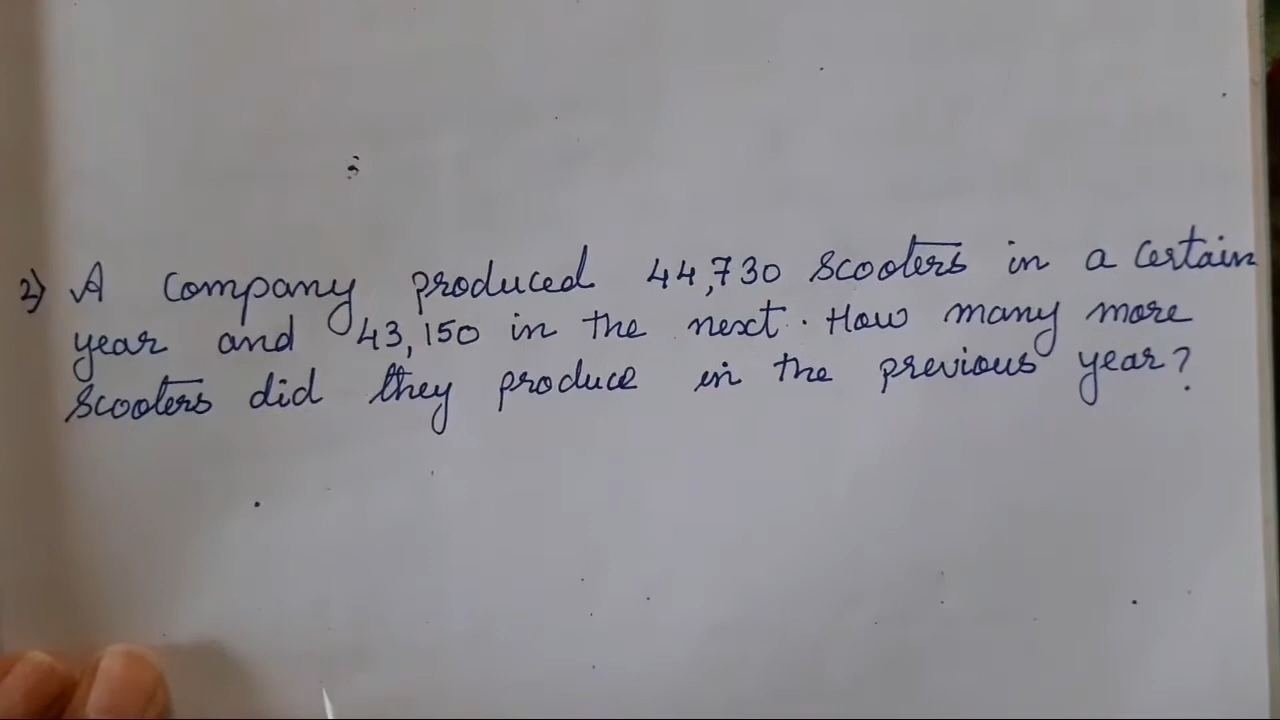 2) A company produced 44,730 scooters in a certain
year and 43,150 in the next. How many more
scooters did they produce in the previous year?